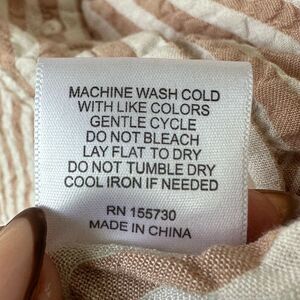 MACHINE WASH COLD
WITH LIKE COLORS
GENTLE CYCLE
DO NOT BLEACH
LAY FLAT TO DRY
DO NOT TUMBLE DRY
COOL IRON IF NEEDED
RN 155730
MADE IN CHINA